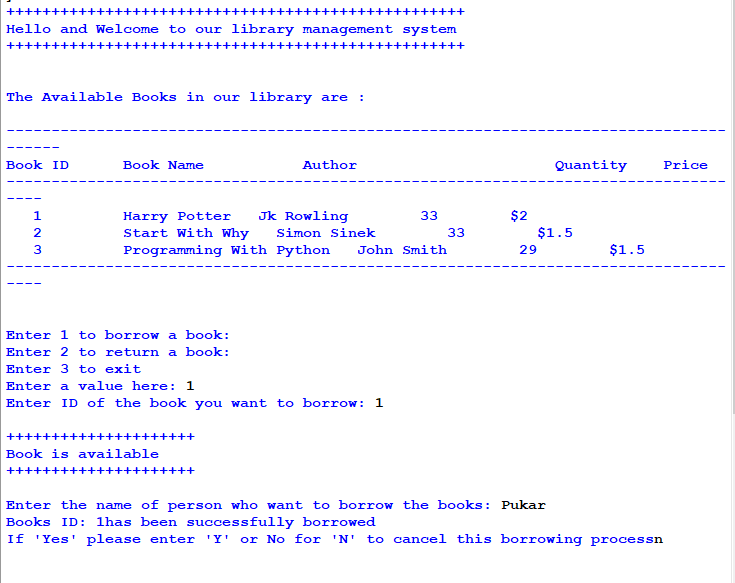 +++++++++++++++++++++++++++++++++++++++++++++++++++
Hello and Welcome to our library management system
+++++++++++++++++++++++++++++++++++++++++++++++++++
The Available Books in our library are :
--------------------------------------------------------------------------------
------
Book ID      Book Name           Author                      Quantity    Price
--------------------------------------------------------------------------------
----
   1         Harry Potter   Jk Rowling        33        $2
   2         Start With Why   Simon Sinek        33        $1.5
   3         Programming With Python   John Smith        29        $1.5
--------------------------------------------------------------------------------
----
Enter 1 to borrow a book:
Enter 2 to return a book:
Enter 3 to exit
Enter a value here: 1
Enter ID of the book you want to borrow: 1
+++++++++++++++++++++
Book is available
+++++++++++++++++++++
Enter the name of person who want to borrow the books: Pukar
Books ID: 1has been successfully borrowed
If 'Yes' please enter 'Y' or No for 'N' to cancel this borrowing processn